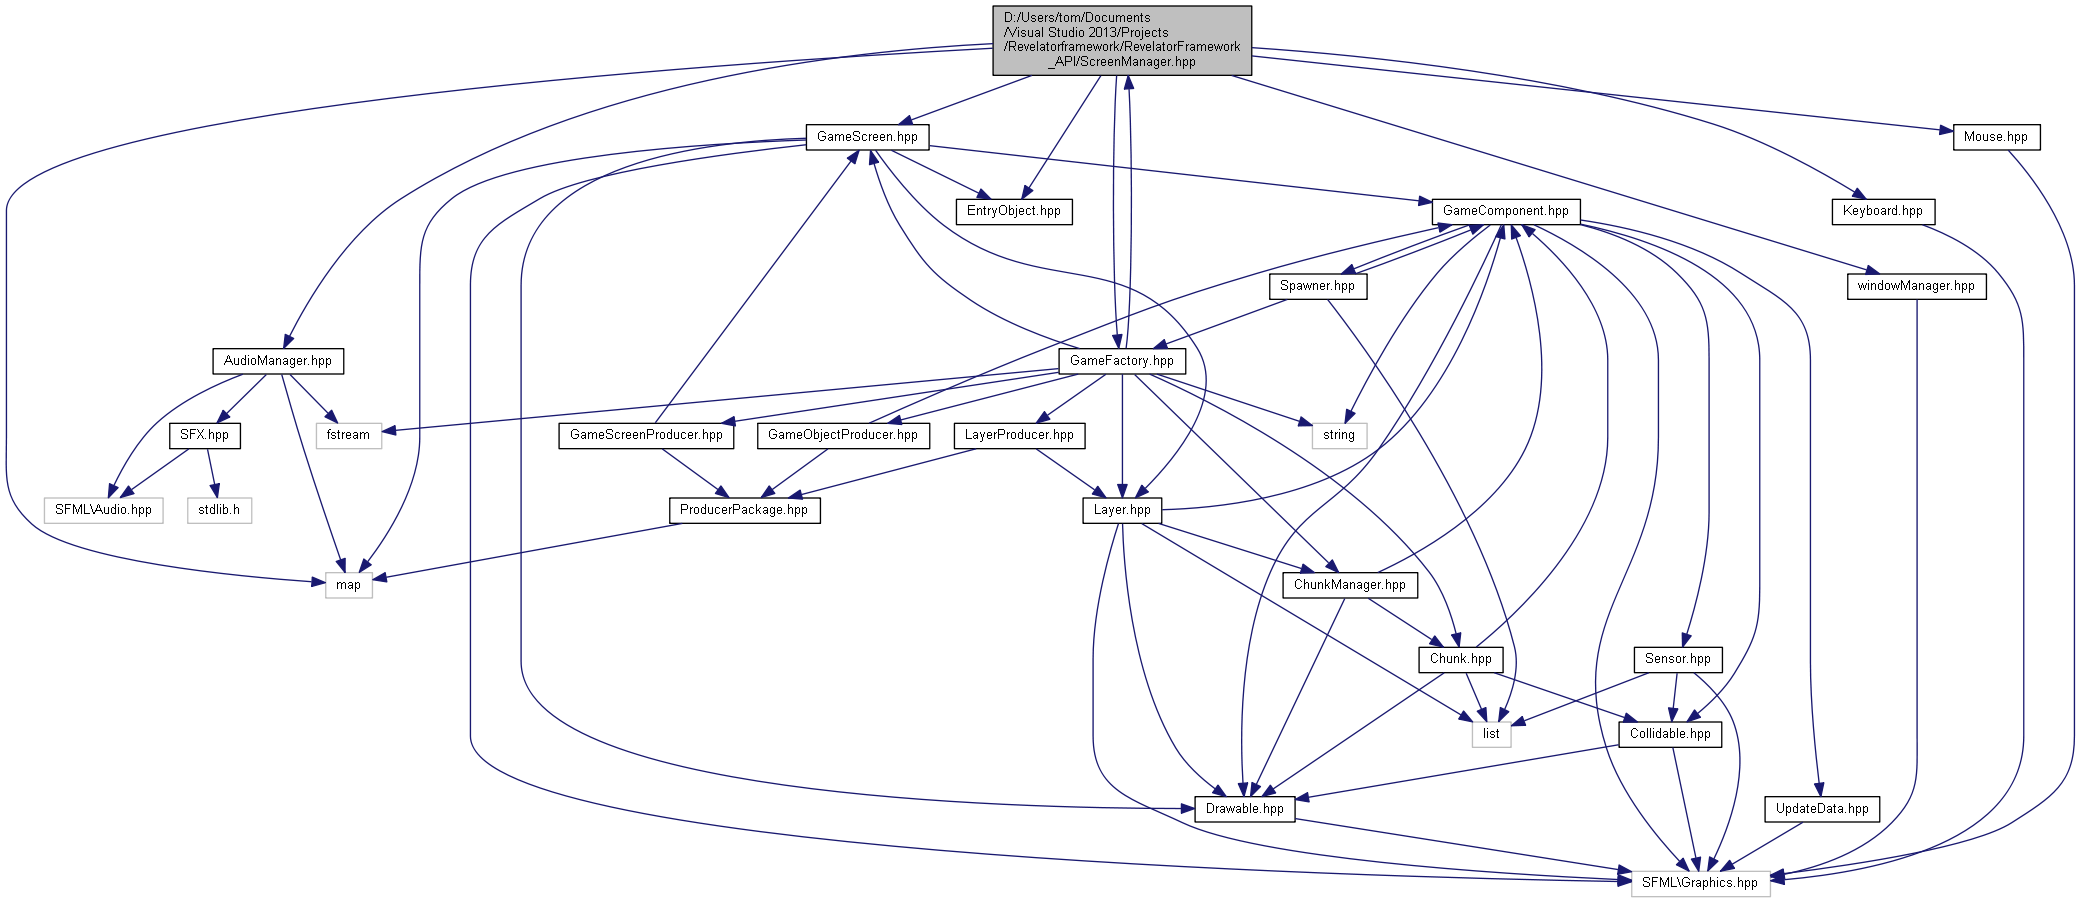 D:/Users/tom/Documents
/Visual Studio 2013/Projects
/Revelatorframework/RevelatorFramework
_API/ScreenManager.hpp
GameScreen.hpp
Mouse.hpp
EntryObject.hpp
GameComponent.hpp
Keyboard.hpp
Spawner.hpp
windowManager.hpp
AudioManager.hpp
GameFactory.hpp
SFX.hpp
fstream
GameScreenProducer.hpp
GameObjectProducer.hpp
LayerProducer.hpp
string
SFML\Audio.hpp
stdlib.h
ProducerPackage.hpp
Layer.hpp
map
ChunkManager.hpp
Chunk.hpp
Sensor.hpp
list
Collidable.hpp
Drawable.hpp
UpdateData.hpp
SFML\Graphics.hpp